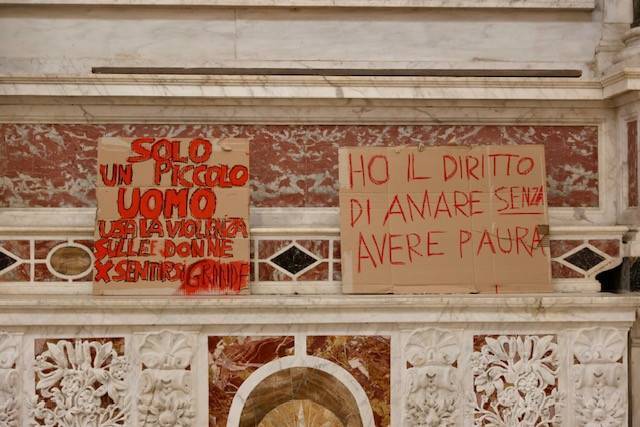 SOLO
UN PICCOLO
UOMO
USA LA VIOLENZA
SULLE DONNE
X SENTIRSI GRANDE
HO IL DIRITTO
DI AMARE SENZA
AVERE PAURA